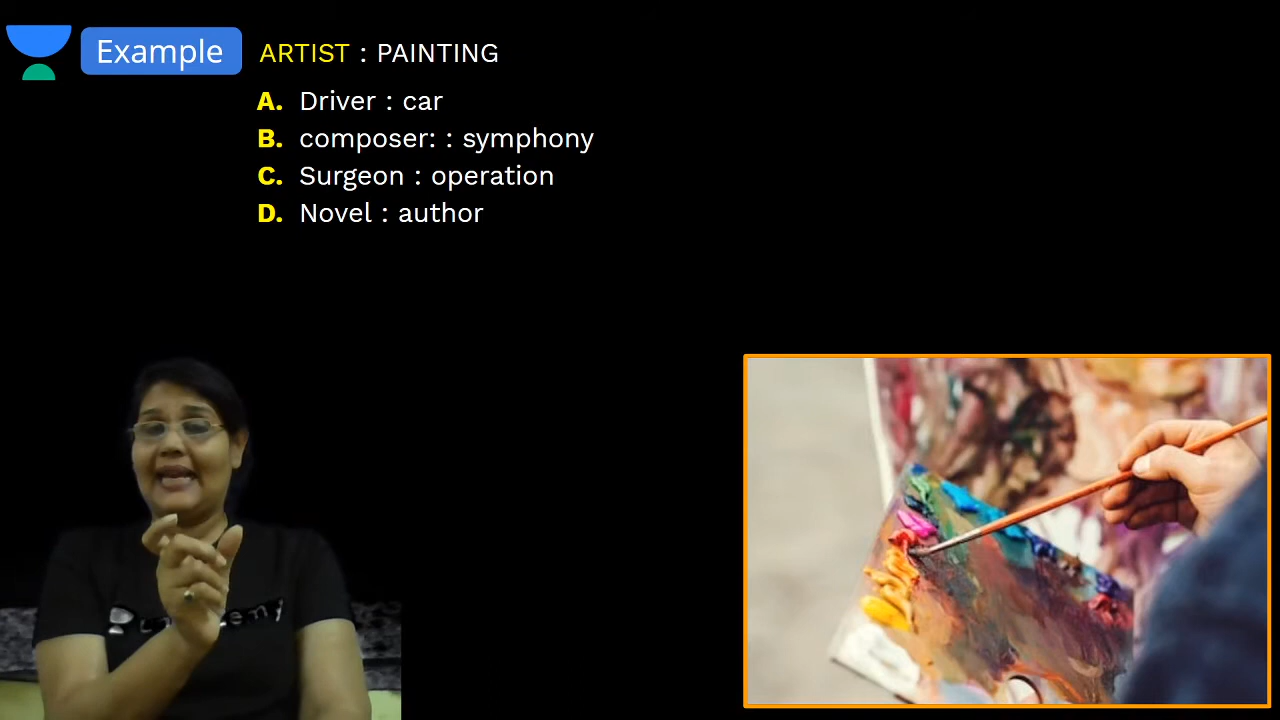 Example ARTIST : PAINTING
A. Driver : car
B. composer: : symphony
C. Surgeon : operation
D. Novel : author